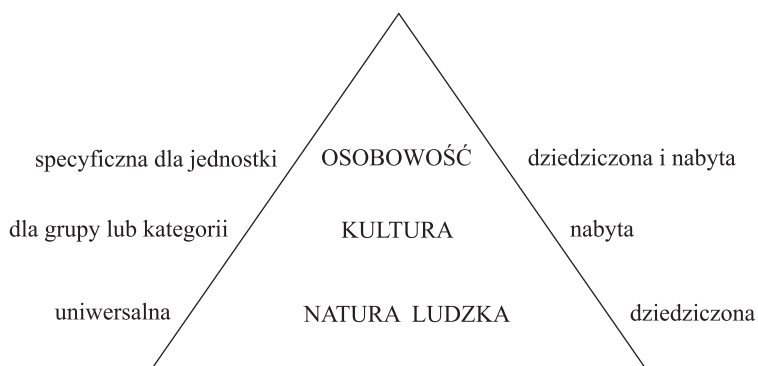 specyficzna dla jednostki OSOBOWOŚĆ dziedziczona i nabyta
dla grupy lub kategorii KULTURA nabyta
uniwersalna NATURA LUDZKA dziedziczona